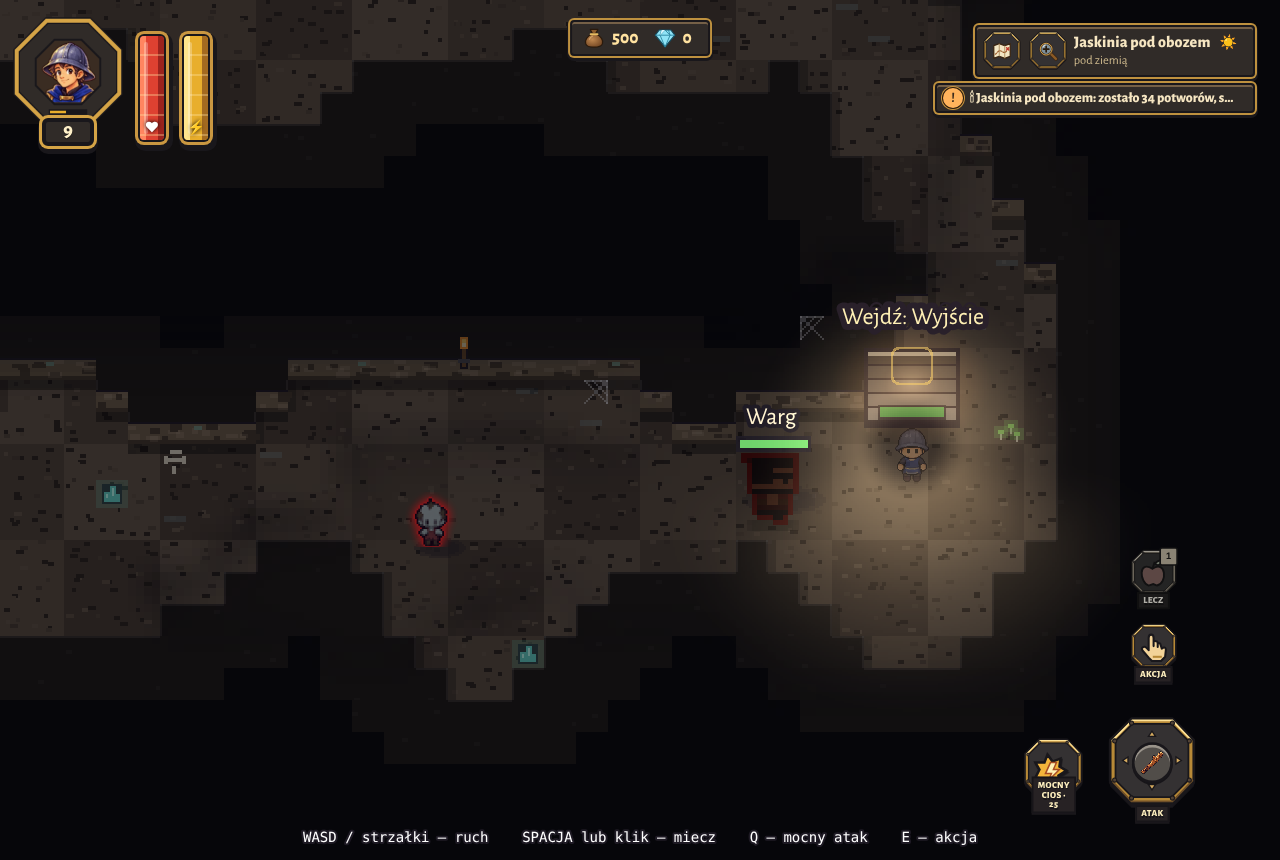 500 0
Jaskinia pod obozem
pod ziemią
! Jaskinia pod obozem: zostało 34 potworów, s...
9
Wejdź: Wyjście
Warg
1
LECZ
AKCJA
MOCNY
CIOS ·
25
ATAK
WASD / strzałki — ruch SPACJA lub klik — miecz Q — mocny atak E — akcja